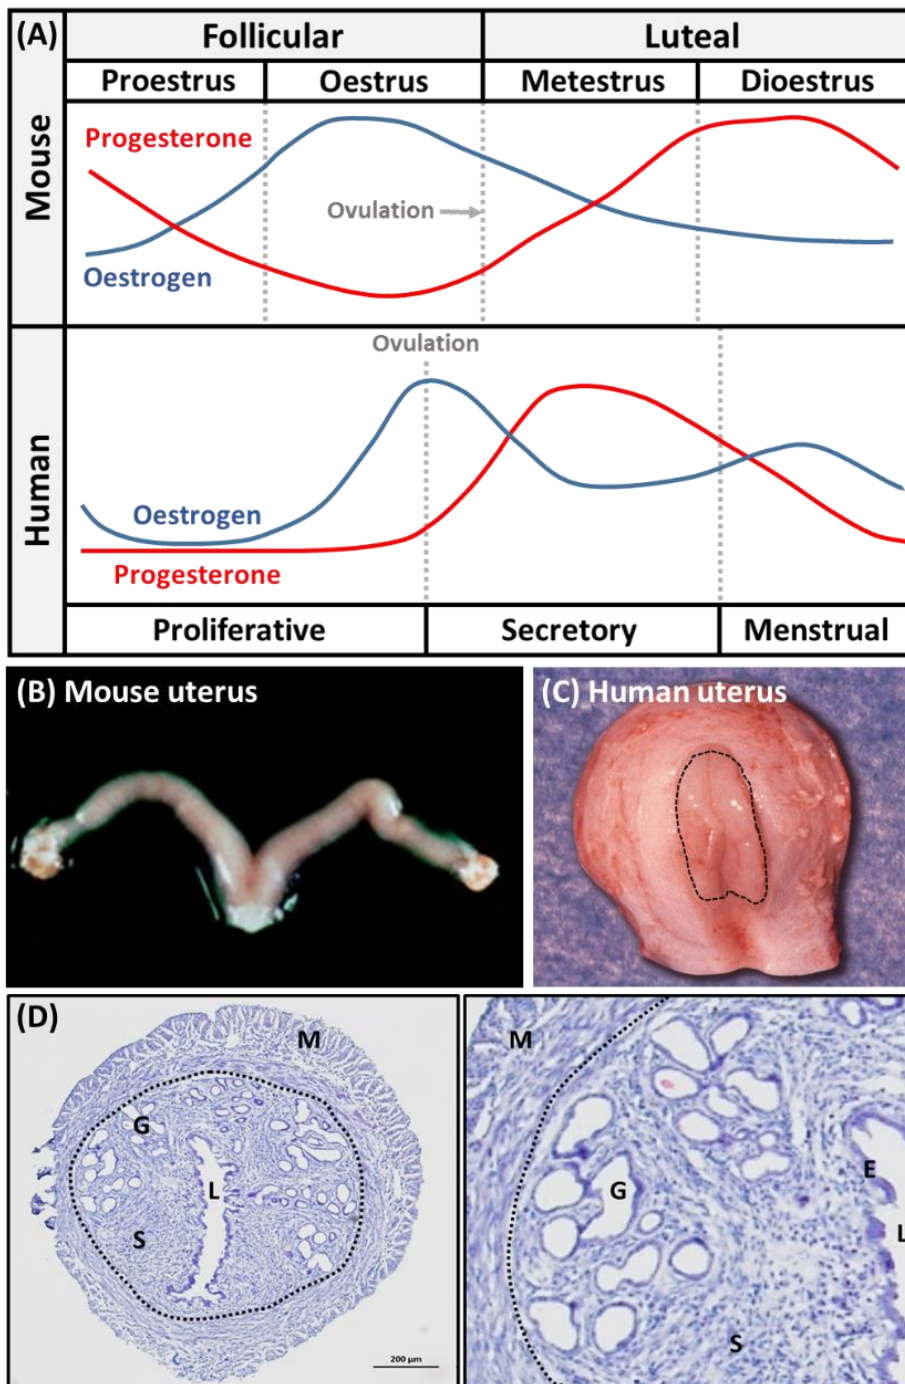 (A)
Follicular
Luteal
Proestrus
Oestrus
Metestrus
Dioestrus
Mouse
Progesterone
Ovulation
Oestrogen
Human
Ovulation
Oestrogen
Progesterone
Proliferative
Secretory
Menstrual
(B) Mouse uterus
(C) Human uterus
(D)
M
G
L
S
200 µm
M
E
G
L
S